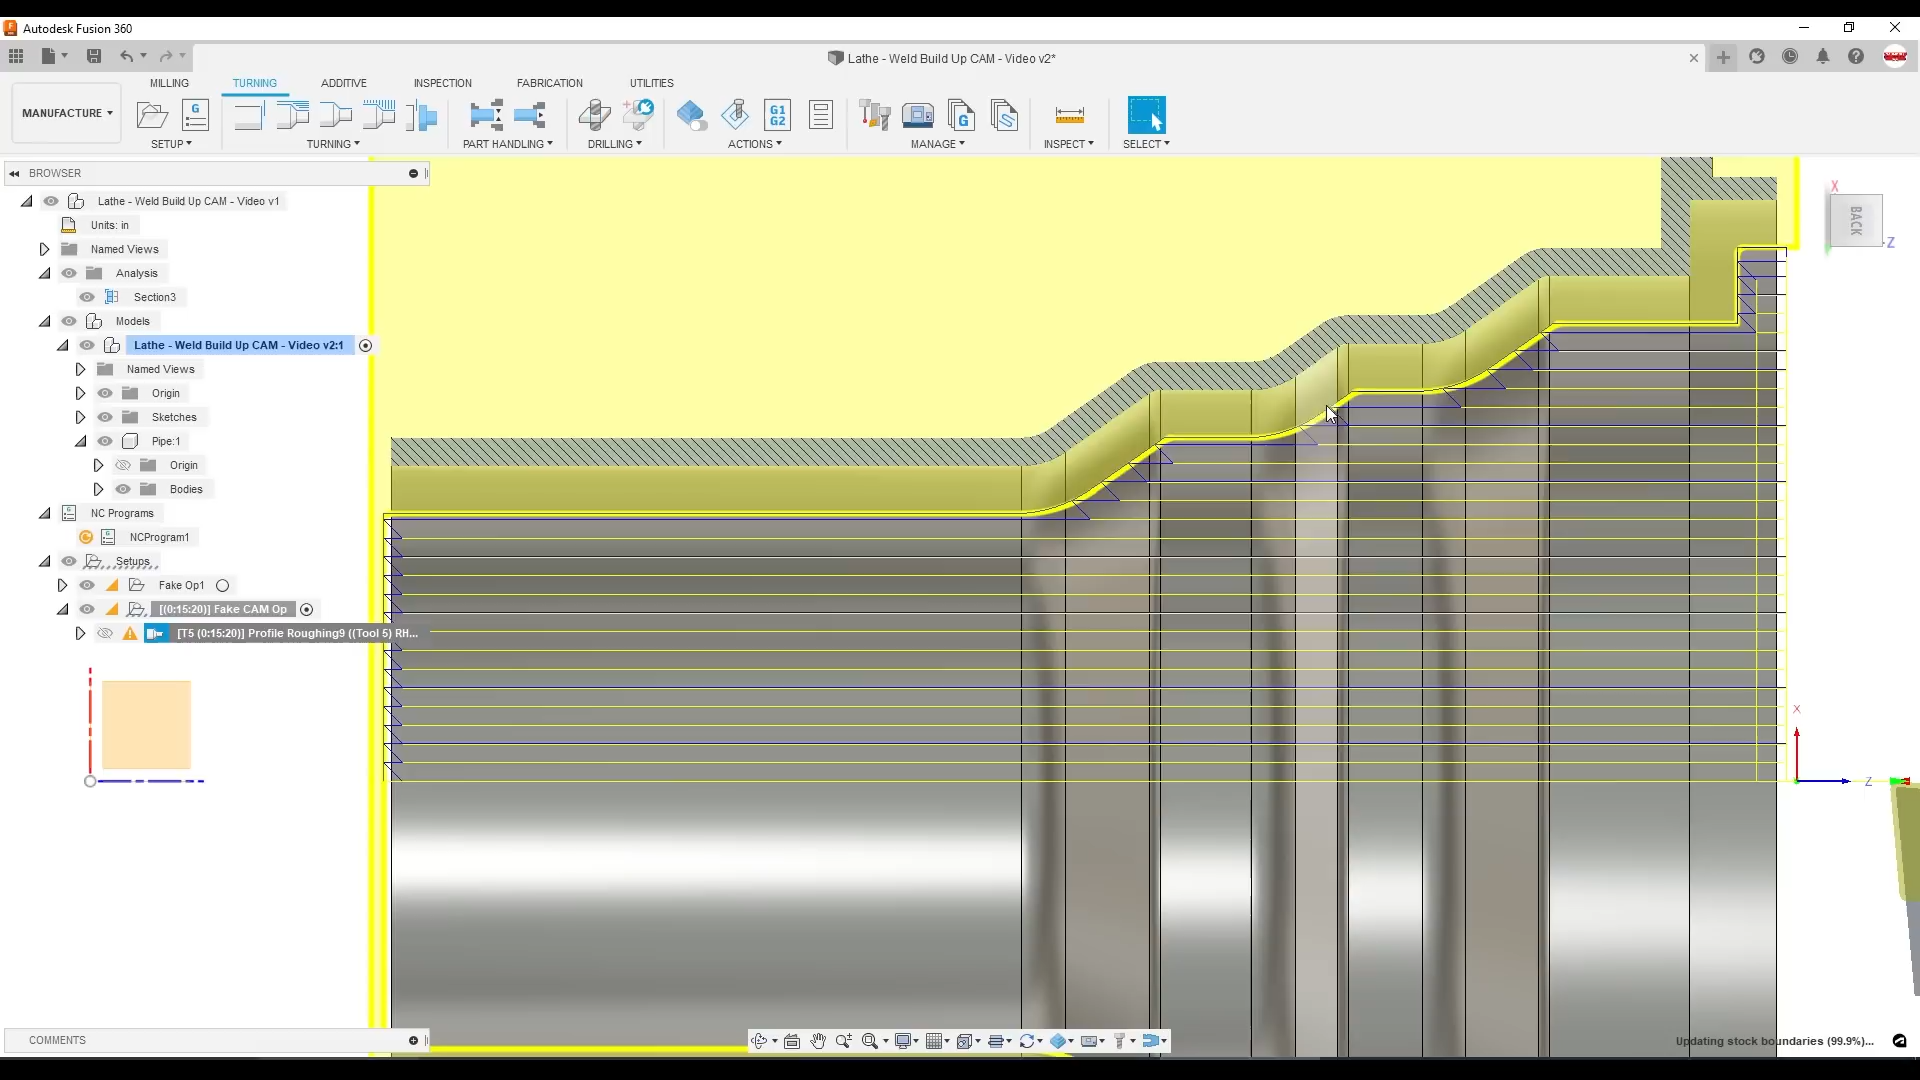 Autodesk Fusion 360
Lathe - Weld Build Up CAM - Video v2*
MILLING TURNING ADDITIVE INSPECTION FABRICATION UTILITIES
MANUFACTURE
G1
G2
SETUP TURNING PART HANDLING DRILLING ACTIONS MANAGE INSPECT SELECT
BROWSER
Lathe - Weld Build Up CAM - Video v1
Units: in
Named Views
Analysis
Section3
Models
Lathe - Weld Build Up CAM - Video v2:1
Named Views
Origin
Sketches
Pipe:1
Origin
Bodies
NC Programs
NCProgram1
Setups
Fake Op1
[(0:15:20)] Fake CAM Op
[T5 (0:15:20)] Profile Roughing9 ((Tool 5) RH...
X
BACK
-Z
X
Z
COMMENTS
Updating stock boundaries (99.9%)...